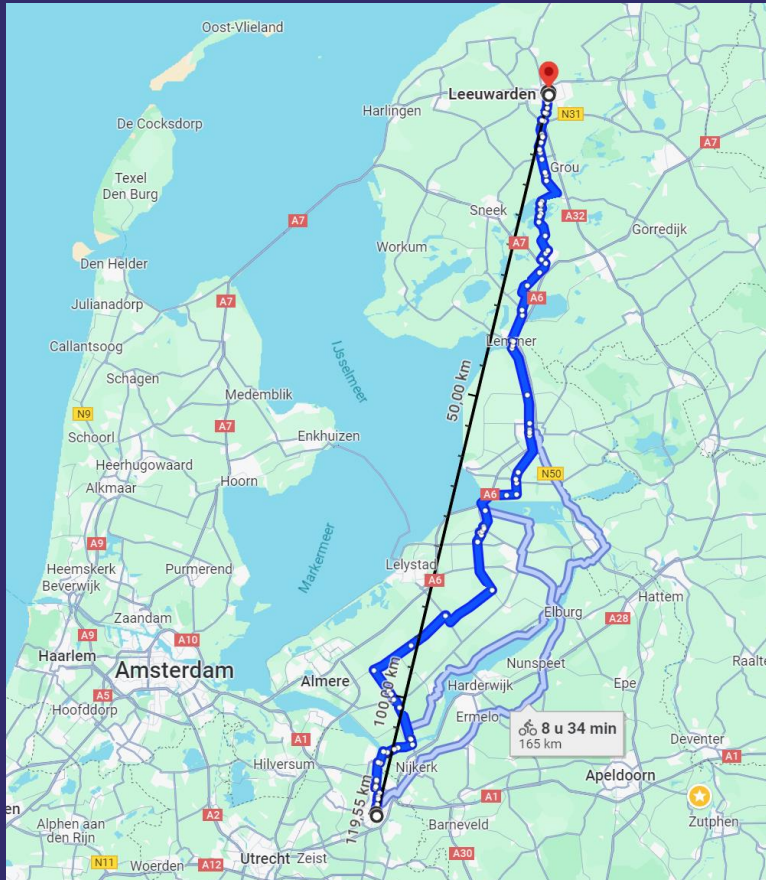 Oost-Vlieland
Leeuwarden
N31
Harlingen
De Cocksdorp
A7
Grou
Texel
Den Burg
Sneek
A32
A7
Gorredijk
A7
Workum
Den Helder
A7
A6
Julianadorp
Callantsoog
Lemmer
IJsselmeer
Schagen
50,00 km
Medemblik
N9
A7
Enkhuizen
Schoorl
Heerhugowaard
N50
Hoorn
Alkmaar
A6
A9
Markermeer
Heemskerk
Purmerend
Lelystad
Beverwijk
A6
Hattem
Zaandam
Elburg
A28
A9
A10
Haarlem
Amsterdam
Nunspeet
Raalte
Almere
Harderwijk
Epe
A5
100,00 km
Hoofddorp
Ermelo
8 u 34 min
165 km
A1
Deventer
A1
Hilversum
Nijkerk
Apeldoorn
119,55 km
A1
en
A2
Alphen aan
den Rijn
Barneveld
Zutphen
N11
Woerden
A12
Utrecht
Zeist
A30